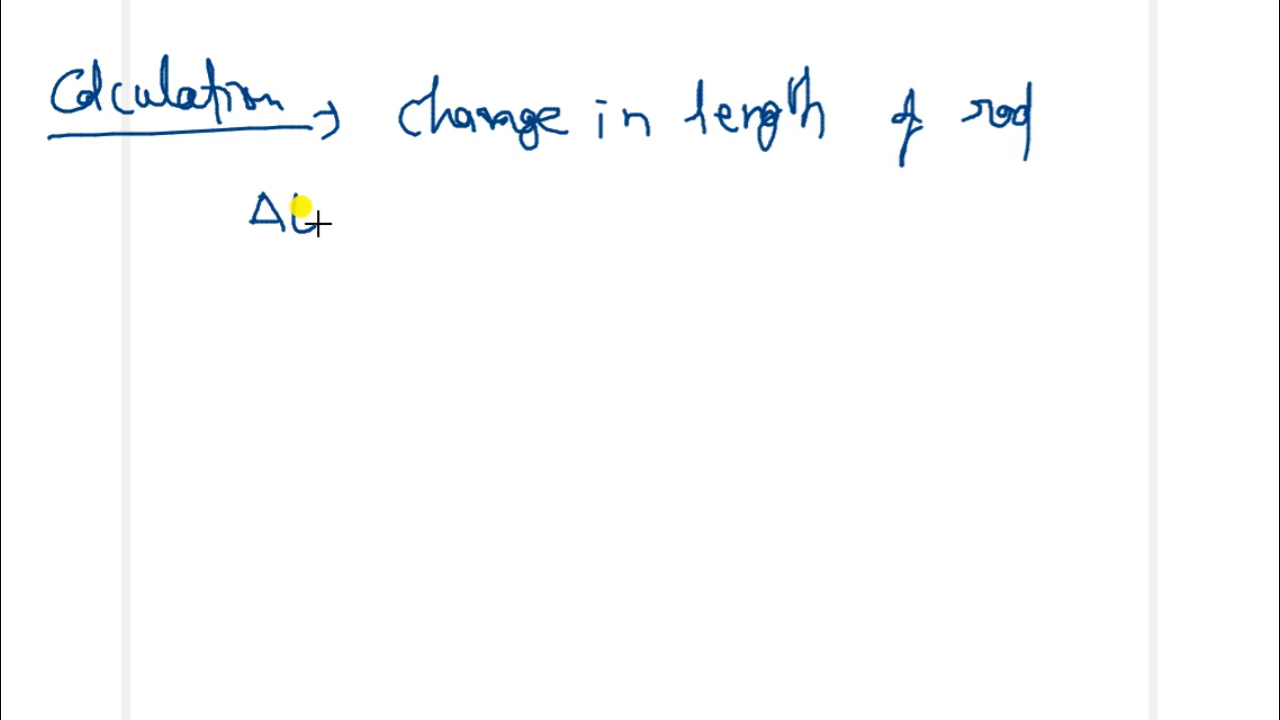 Calculation → change in length of rod
ΔL